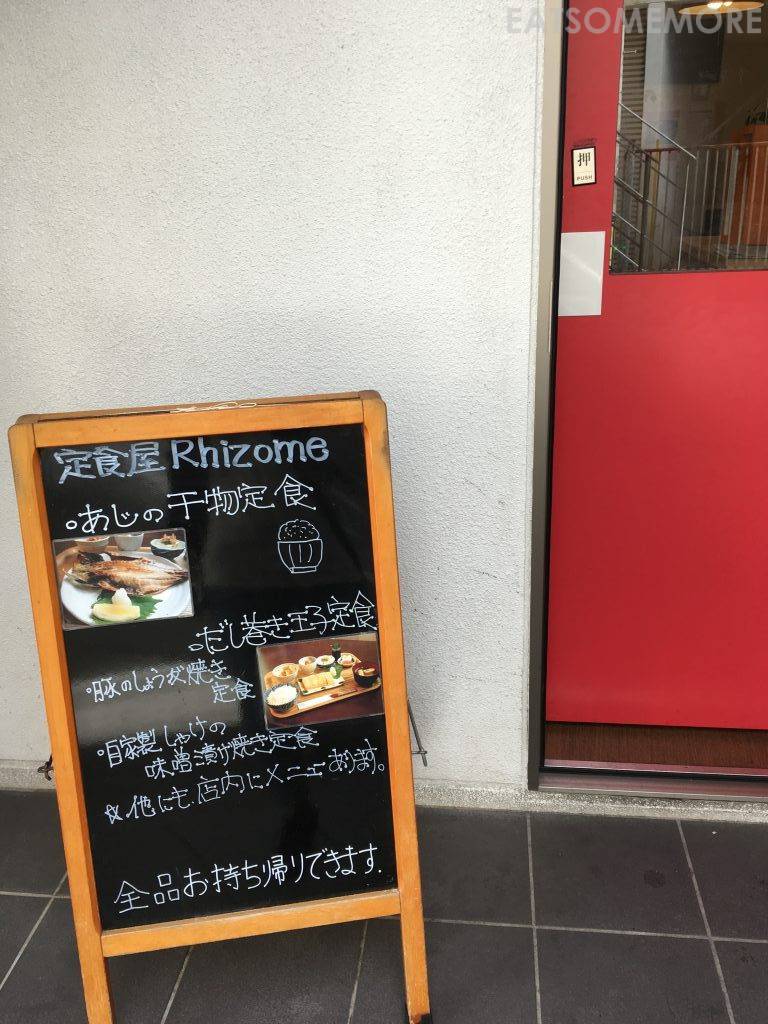 EATSOMEMORE
押
PUSH
定食屋 Rhizome
。あじの干物定食
。だし巻き玉子定食
。豚のしょうが焼き
定食
。自家製しゃけの
味噌漬け焼き定食
☆他にも店内にメニューあります。
全品お持ち帰りできます.